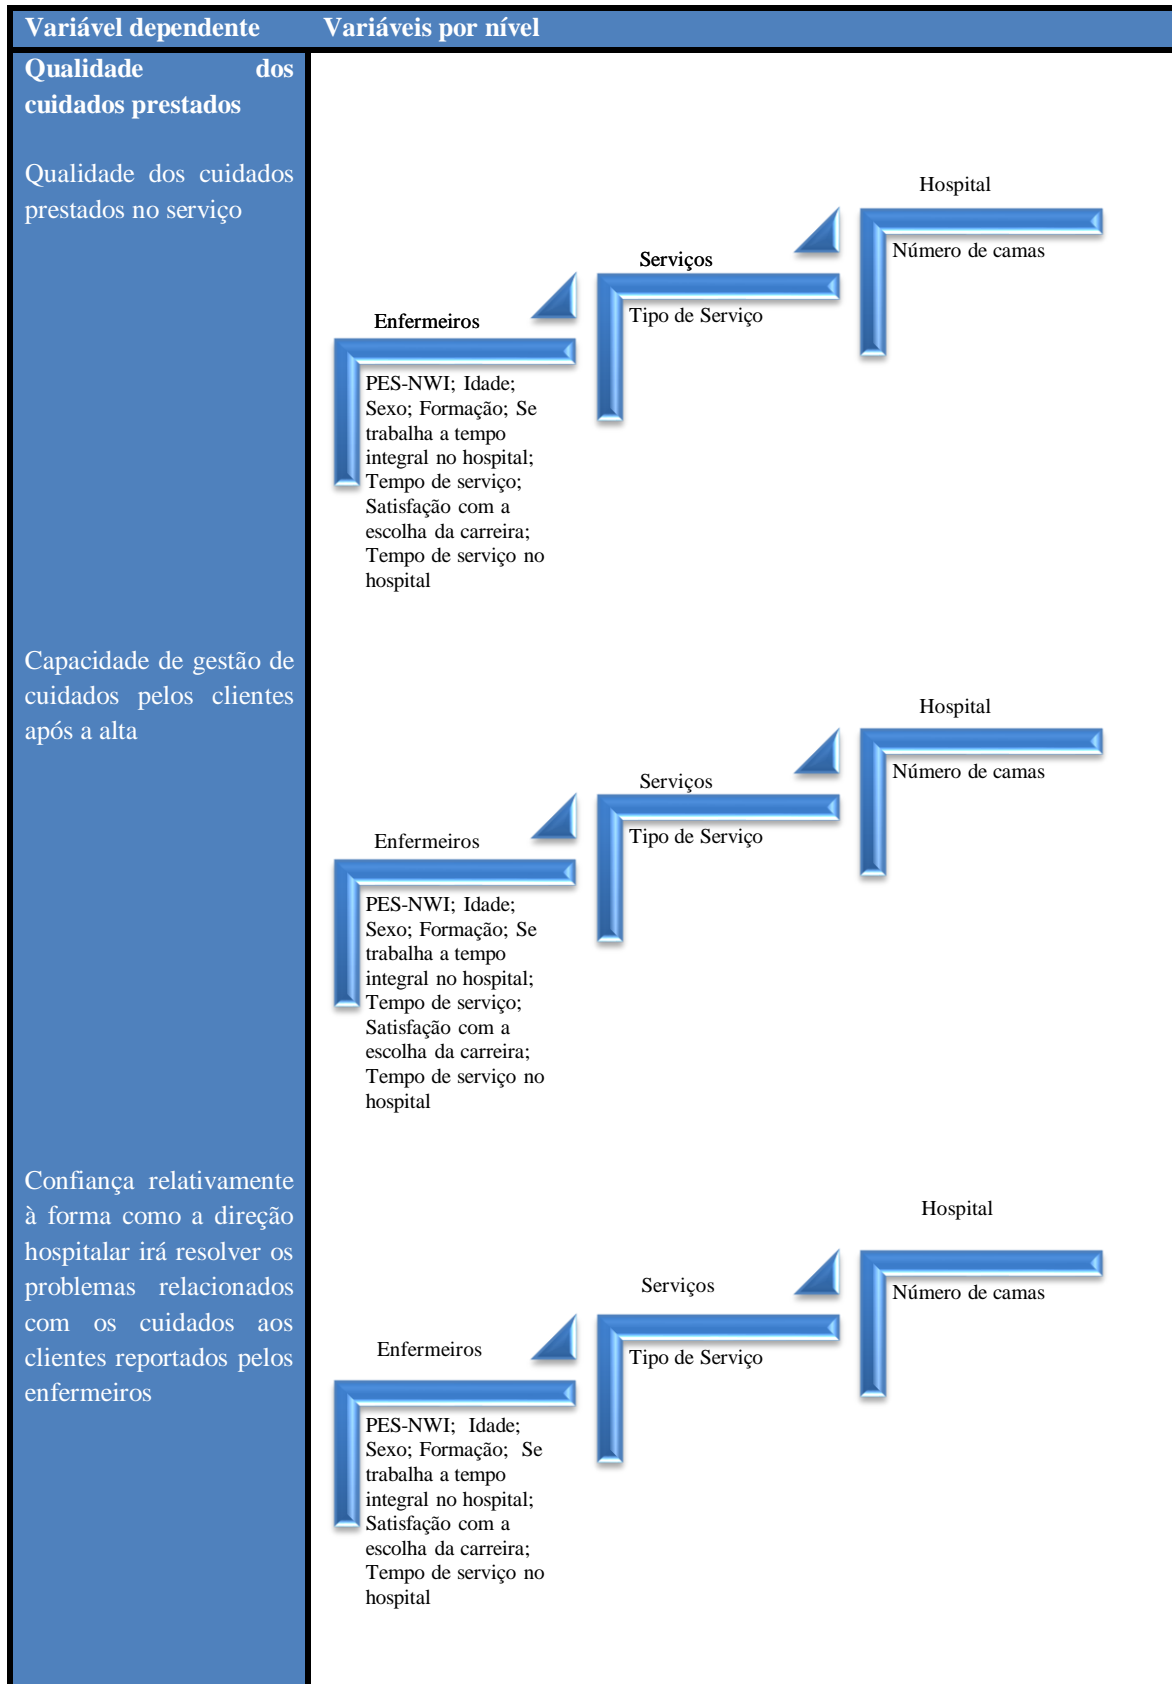 Variável dependente Variáveis por nível
Qualidade dos
cuidados prestados
Qualidade dos cuidados
prestados no serviço
Hospital
Número de camas
Serviços
Tipo de Serviço
Enfermeiros
PES-NWI; Idade;
Sexo; Formação; Se
trabalha a tempo
integral no hospital;
Tempo de serviço;
Satisfação com a
escolha da carreira;
Tempo de serviço no
hospital
Capacidade de gestão de
cuidados pelos clientes
após a alta
Hospital
Número de camas
Serviços
Tipo de Serviço
Enfermeiros
PES-NWI; Idade;
Sexo; Formação; Se
trabalha a tempo
integral no hospital;
Tempo de serviço;
Satisfação com a
escolha da carreira;
Tempo de serviço no
hospital
Confiança relativamente
à forma como a direção
hospitalar irá resolver os
problemas relacionados
com os cuidados aos
clientes reportados pelos
enfermeiros
Hospital
Número de camas
Serviços
Tipo de Serviço
Enfermeiros
PES-NWI; Idade;
Sexo; Formação; Se
trabalha a tempo
integral no hospital;
Satisfação com a
escolha da carreira;
Tempo de serviço no
hospital